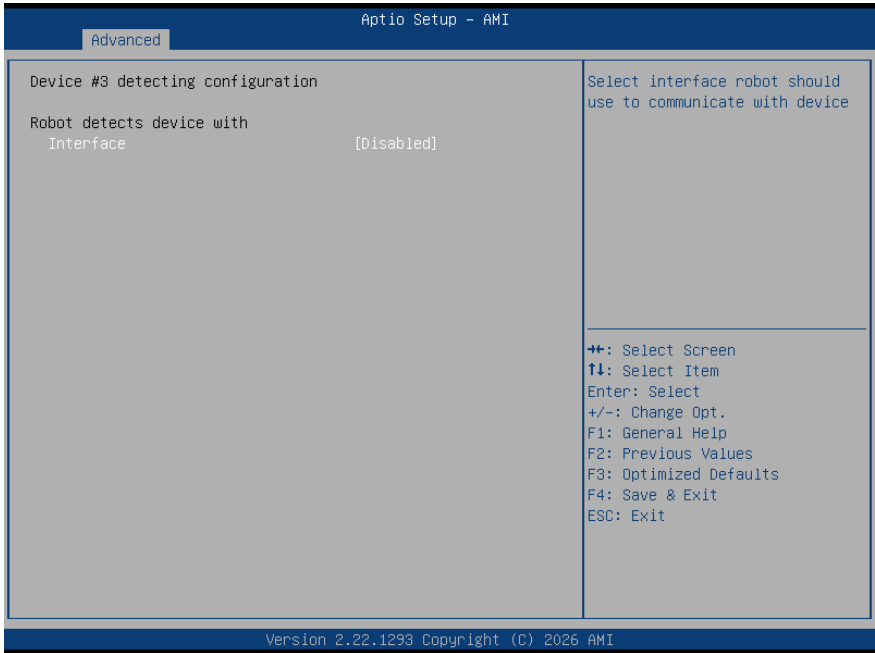 Aptio Setup – AMI
Advanced
Device #3 detecting configuration
Robot detects device with
Interface [Disabled]
Select interface robot should
use to communicate with device
→←: Select Screen
↑↓: Select Item
Enter: Select
+/-: Change Opt.
F1: General Help
F2: Previous Values
F3: Optimized Defaults
F4: Save & Exit
ESC: Exit
Version 2.22.1293 Copyright (C) 2026 AMI